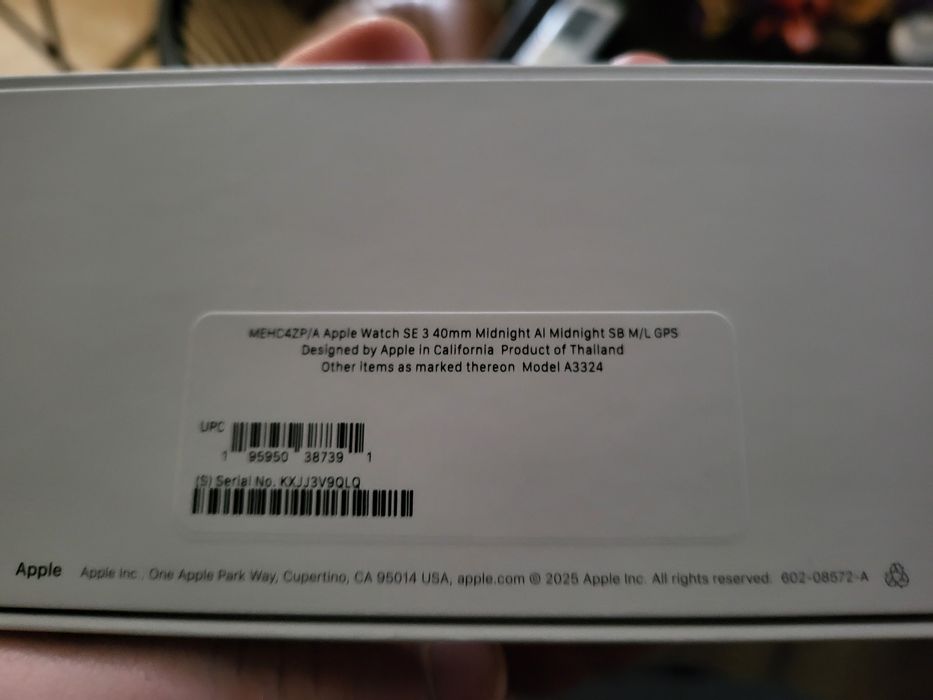 MEHC4ZP/A Apple Watch SE 3 40mm Midnight Al Midnight SB M/L GPS
Designed by Apple in California Product of Thailand
Other items as marked thereon Model A3324
UPC
1 95950 38739 1
(S) Serial No. KXJJ3V9QLQ
Apple Apple Inc., One Apple Park Way, Cupertino, CA 95014 USA, apple.com © 2025 Apple Inc. All rights reserved. 602-08572-A